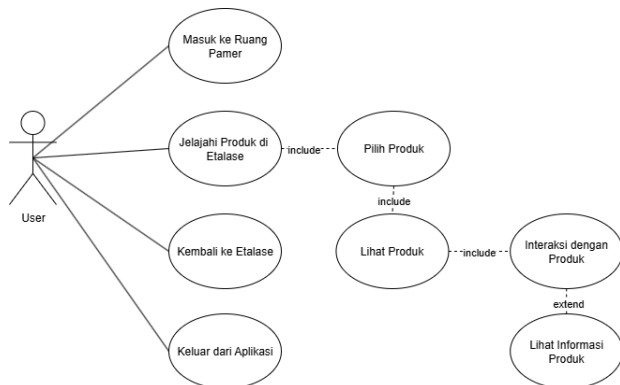 Masuk ke Ruang
Pamer
Jelajahi Produk di
Etalase
include
Pilih Produk
include
User
Kembali ke Etalase
Lihat Produk
include
Interaksi dengan
Produk
extend
Keluar dari Aplikasi
Lihat Informasi
Produk